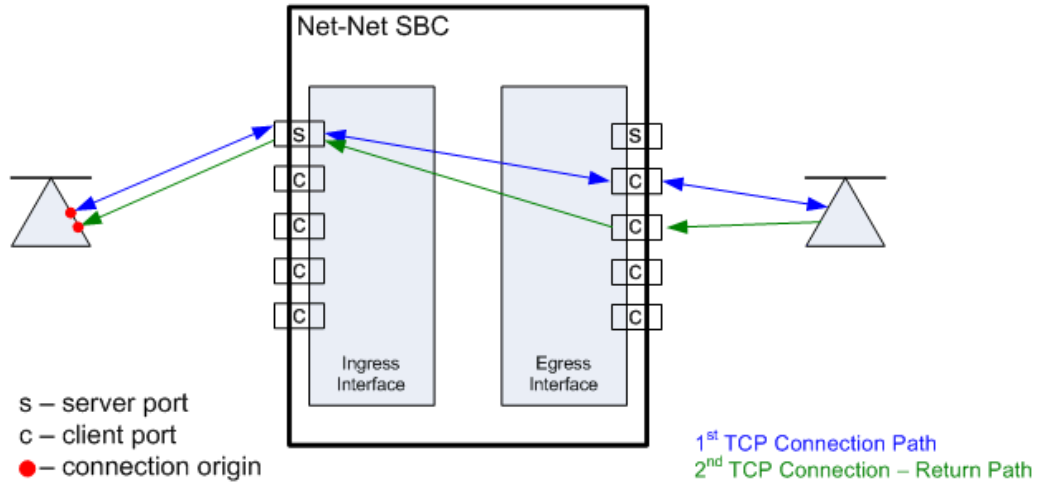 Net-Net SBC
s
c
c
c
c
s
c
c
c
c
Ingress
Interface
Egress
Interface
s – server port
c – client port
– connection origin
1st TCP Connection Path
2nd TCP Connection – Return Path